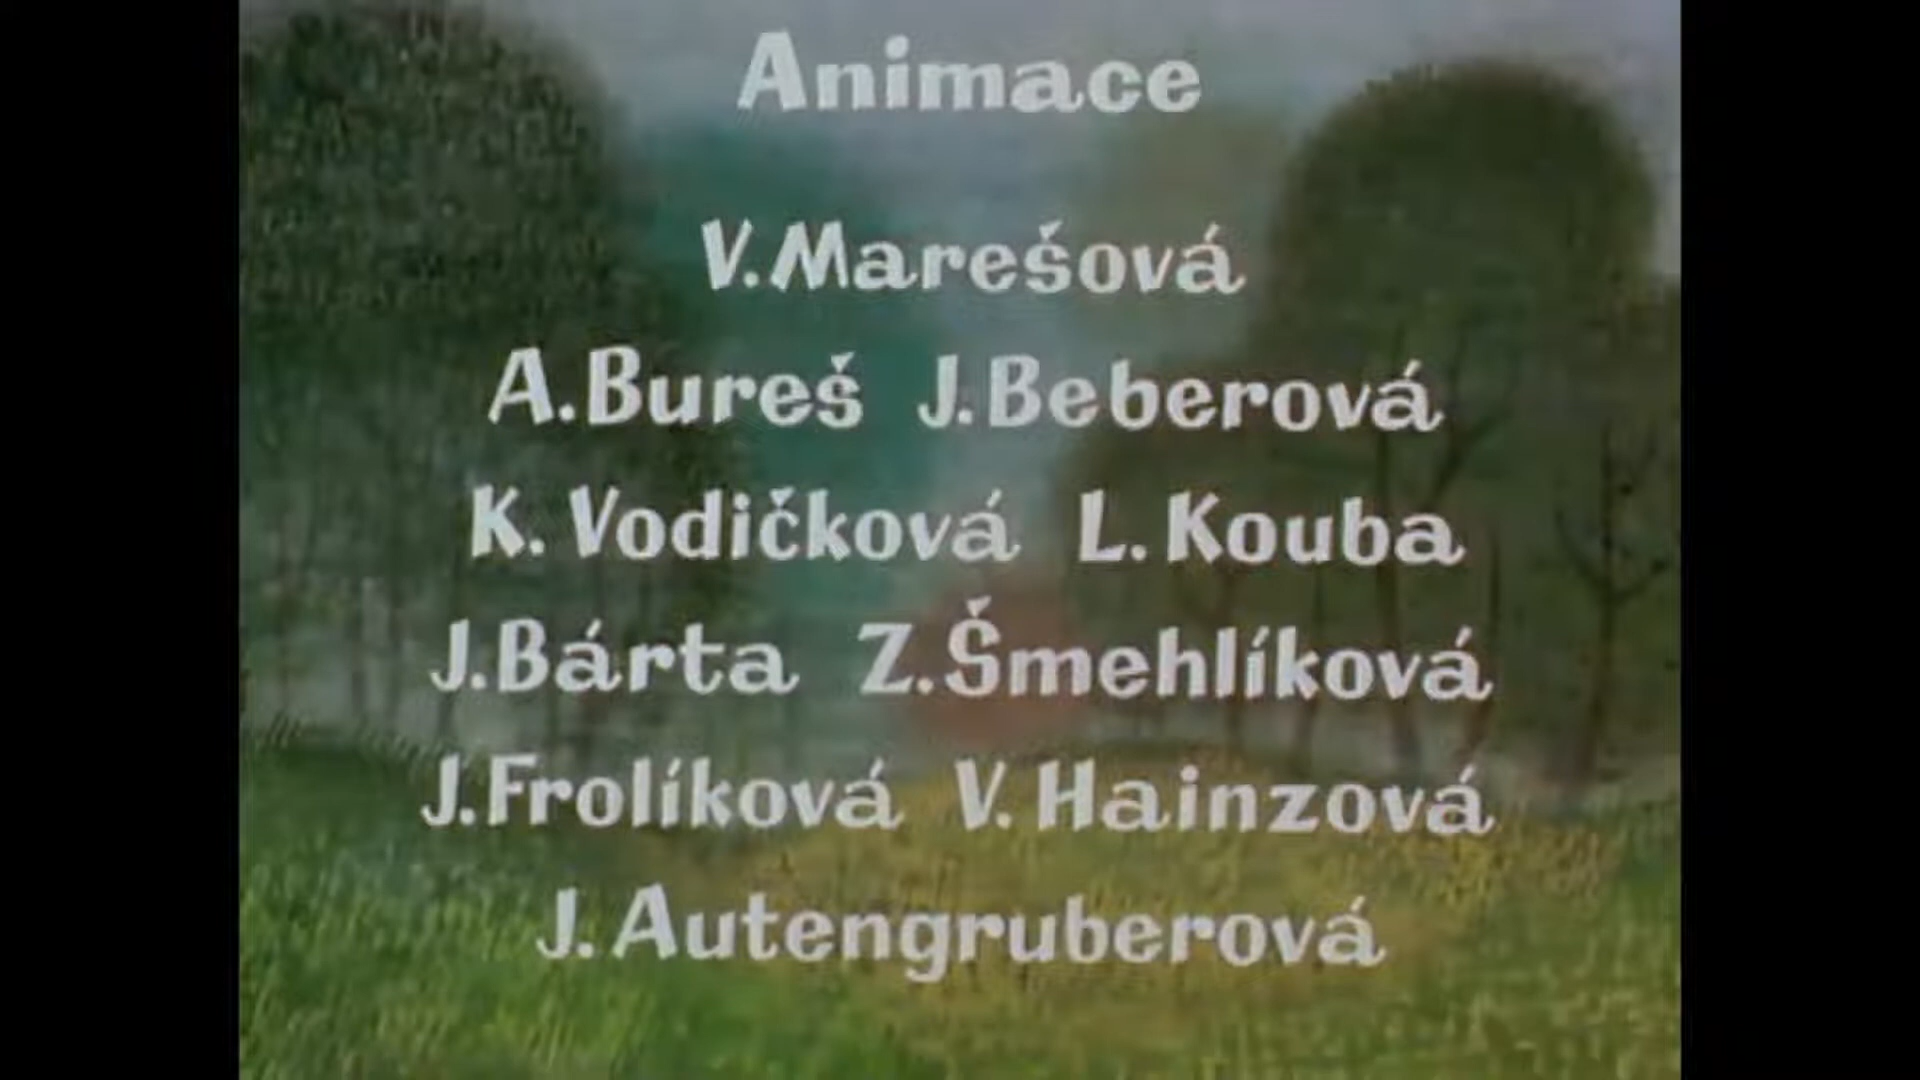 Animace
V. Marešová
A. Bureš J. Beberová
K. Vodičková L. Kouba
J. Bárta Z. Šmehlíková
J. Frolíková V. Hainzová
J. Autengruberová